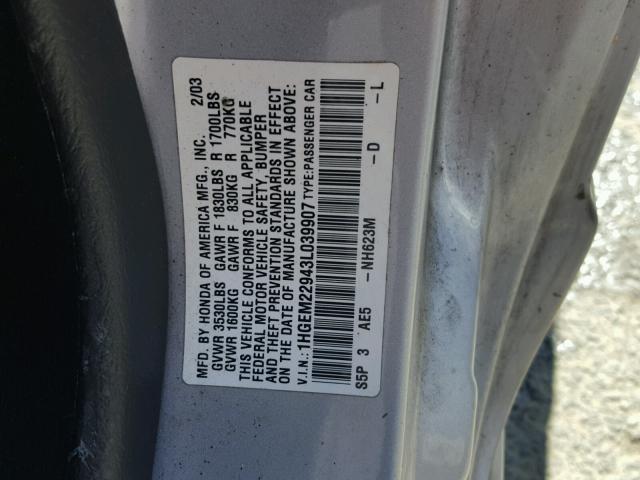 MFD. BY HONDA OF AMERICA MFG., INC. 2/03
GVWR 3530LBS GAWR F 1830LBS R 1700LBS
GVWR 1600KG GAWR F 830KG R 770KG
THIS VEHICLE CONFORMS TO ALL APPLICABLE
FEDERAL MOTOR VEHICLE SAFETY, BUMPER
AND THEFT PREVENTION STANDARDS IN EFFECT
ON THE DATE OF MANUFACTURE SHOWN ABOVE.
V.I.N.: 1HGEM22943L039907 TYPE: PASSENGER CAR
S5P 3 AE5 - NH623M - D - L